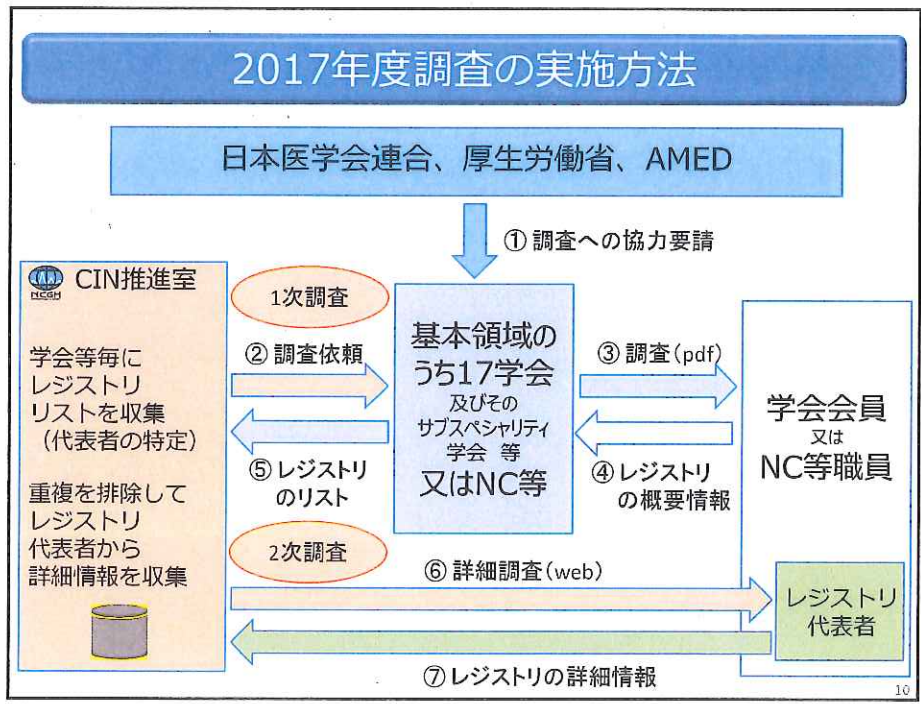 2017年度調査の実施方法
日本医学会連合、厚生労働省、AMED
① 調査への協力要請
NCGM
CIN推進室
学会等毎に
レジストリ
リストを収集
（代表者の特定）
重複を排除して
レジストリ
代表者から
詳細情報を収集
1次調査
② 調査依頼
⑤ レジストリ
のリスト
2次調査
基本領域の
うち17学会
及びその
サブスペシャリティ
学会 等
又はNC等
③ 調査（pdf）
④ レジストリ
の概要情報
学会会員
又は
NC等職員
⑥ 詳細調査（web）
レジストリ
代表者
⑦ レジストリの詳細情報
10